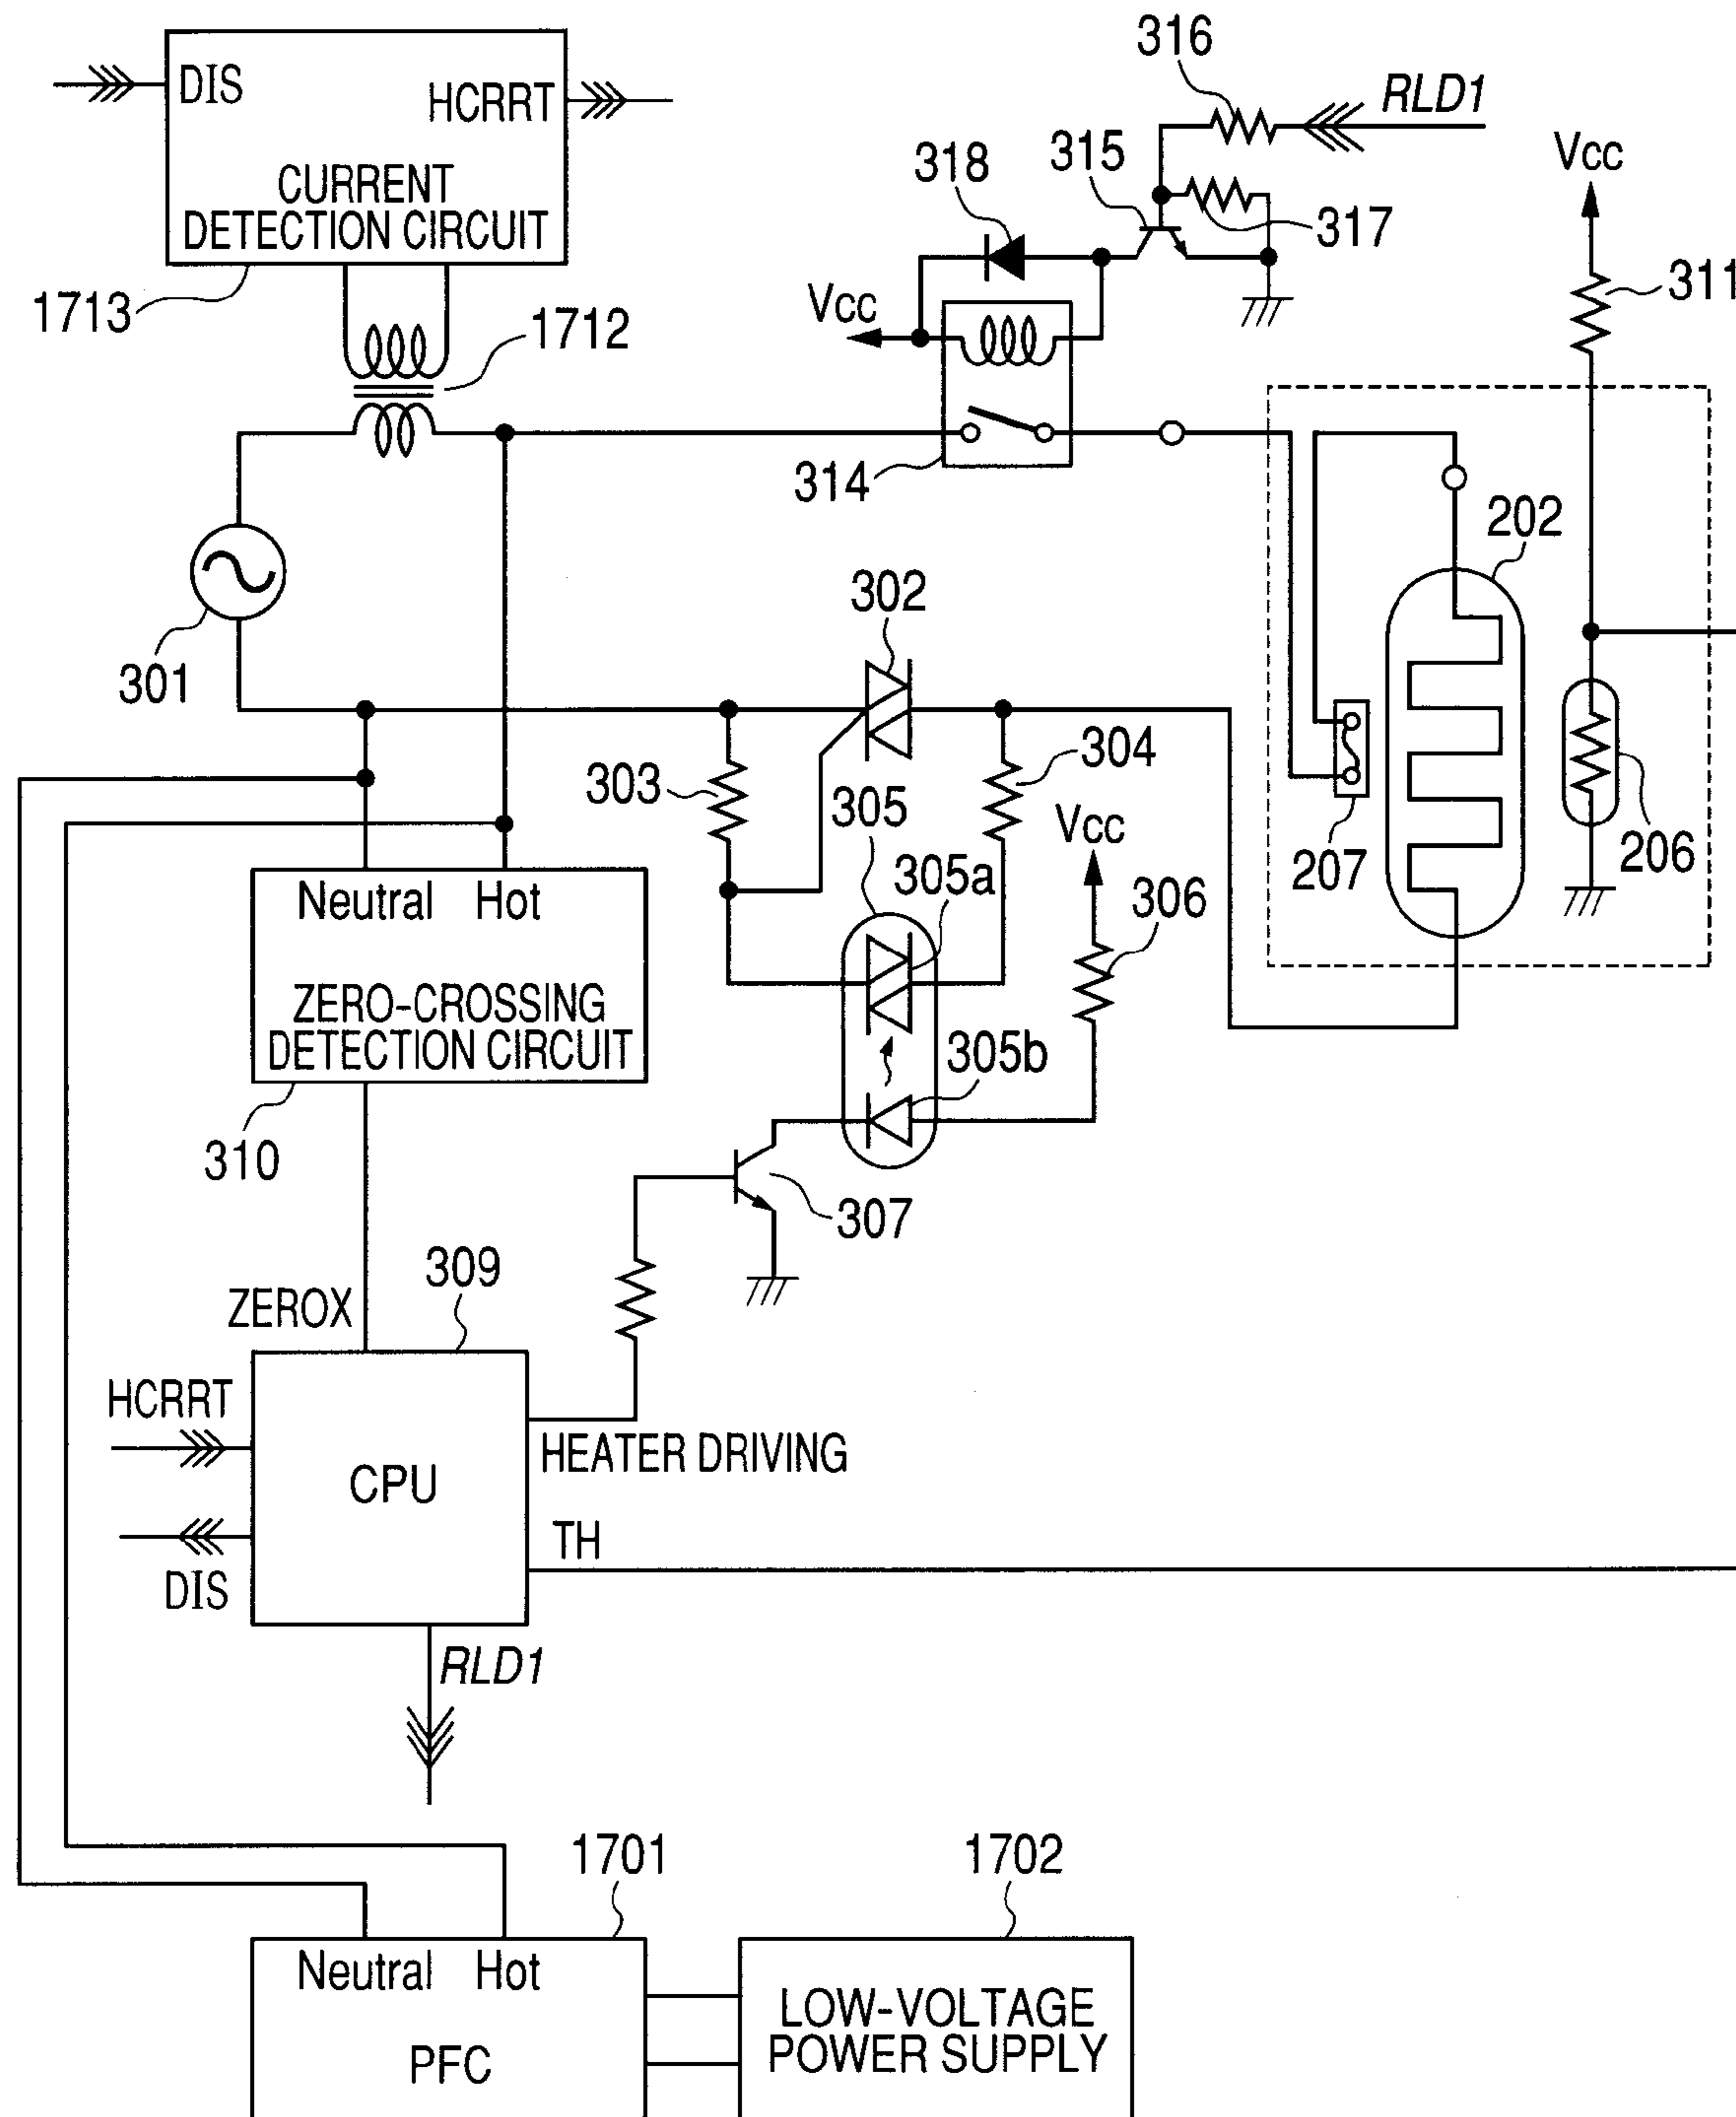 316
RLD1
DIS
HCRRT
318
315
Vcc
CURRENT
DETECTION CIRCUIT
317
311
1713
Vcc
1712
314
202
302
301
303
304
305
Vcc
207
206
305a
306
Neutral Hot
ZERO-CROSSING
DETECTION CIRCUIT
305b
310
307
309
ZEROX
HCRRT
HEATER DRIVING
CPU
TH
DIS
RLD1
1701
1702
Neutral Hot
LOW-VOLTAGE
POWER SUPPLY
PFC